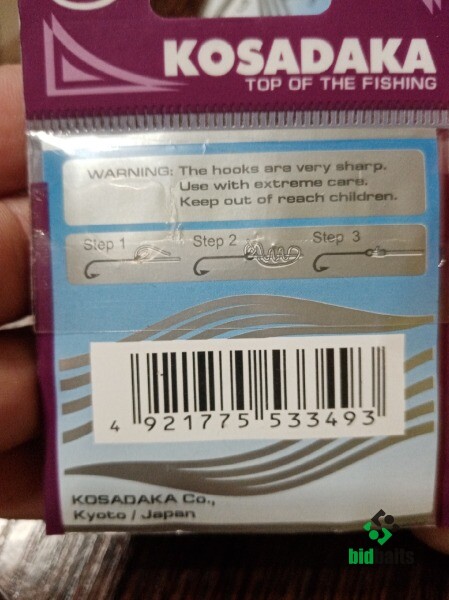 KOSADAKA
TOP OF THE FISHING
WARNING: The hooks are very sharp.
Use with extreme care.
Keep out of reach children.
Step 1 Step 2 Step 3
4 921775 533493
KOSADAKA Co.,
Kyoto / Japan
bidbaits